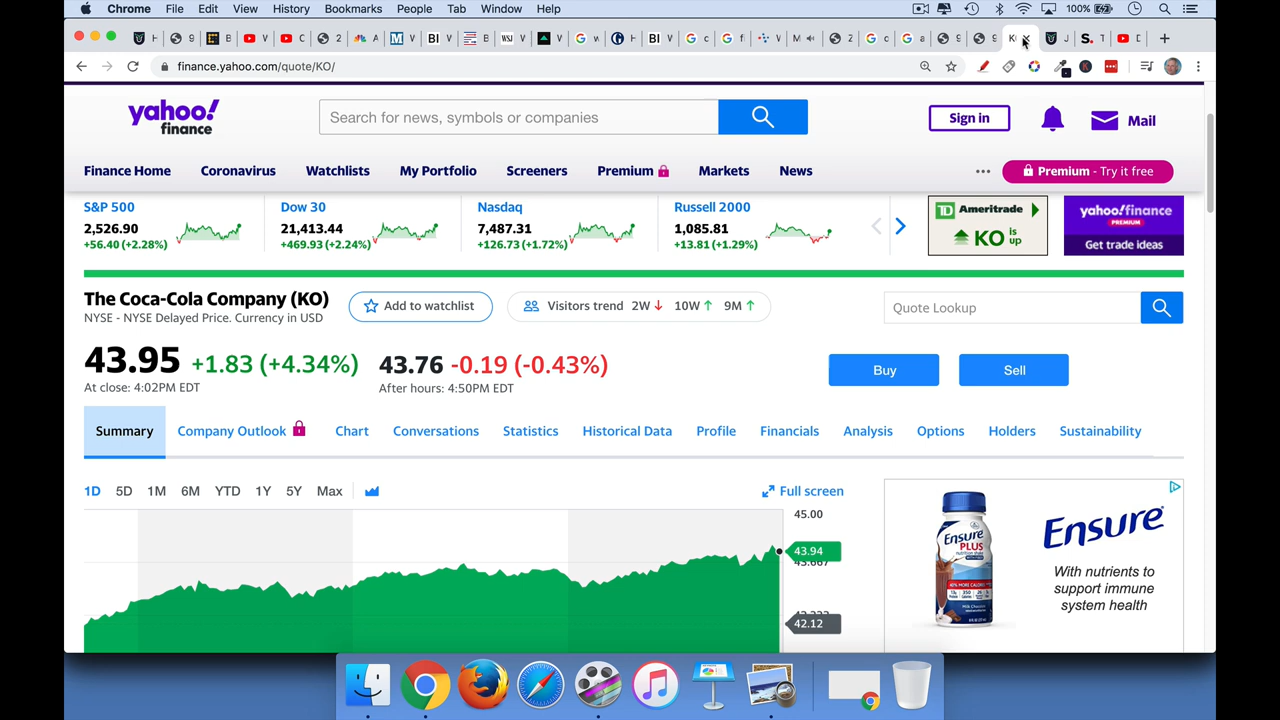 Chrome File Edit View History Bookmarks People Tab Window Help 100%
finance.yahoo.com/quote/KO/
yahoo!
finance
Search for news, symbols or companies
Sign in
Mail
Finance Home Coronavirus Watchlists My Portfolio Screeners Premium Markets News
Premium - Try it free
S&P 500 Dow 30 Nasdaq Russell 2000
2,526.90 21,413.44 7,487.31 1,085.81
+56.40 (+2.28%) +469.93 (+2.24%) +126.73 (+1.72%) +13.81 (+1.29%)
TD Ameritrade
KO is up
yahoo!finance
PREMIUM
Get trade ideas
The Coca-Cola Company (KO)
NYSE - NYSE Delayed Price. Currency in USD
Add to watchlist
Visitors trend 2W 10W 9M
Quote Lookup
43.95 +1.83 (+4.34%) 43.76 -0.19 (-0.43%)
At close: 4:02PM EDT After hours: 4:50PM EDT
Buy Sell
Summary Company Outlook Chart Conversations Statistics Historical Data Profile Financials Analysis Options Holders Sustainability
1D 5D 1M 6M YTD 1Y 5Y Max Full screen
45.00
43.94
43.667
42.12
Ensure
PLUS
Milk Chocolate
Ensure
With nutrients to
support immune
system health